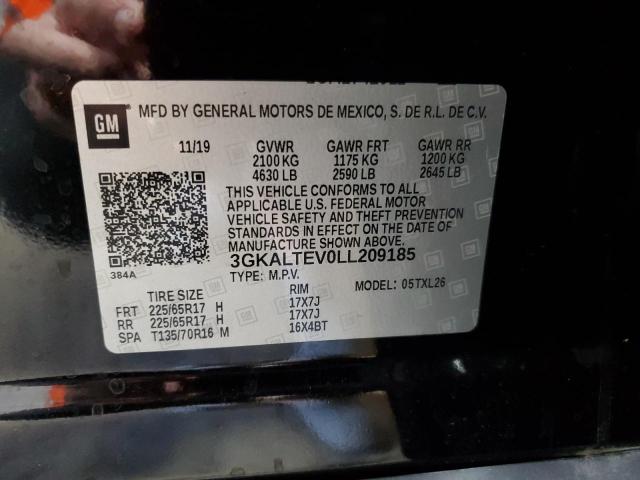 GM
MFD BY GENERAL MOTORS DE MEXICO, S. DE R.L. DE C.V.
11/19 GVWR GAWR FRT GAWR RR
2100 KG 1175 KG 1200 KG
4630 LB 2590 LB 2645 LB
THIS VEHICLE CONFORMS TO ALL
APPLICABLE U.S. FEDERAL MOTOR
VEHICLE SAFETY AND THEFT PREVENTION
STANDARDS IN EFFECT ON THE DATE OF
MANUFACTURE SHOWN ABOVE.
384A 3GKALTEV0LL209185
TYPE: M.P.V. MODEL: 05TXL26
TIRE SIZE RIM
FRT 225/65R17 H 17X7J
RR 225/65R17 H 17X7J
SPA T135/70R16 M 16X4BT